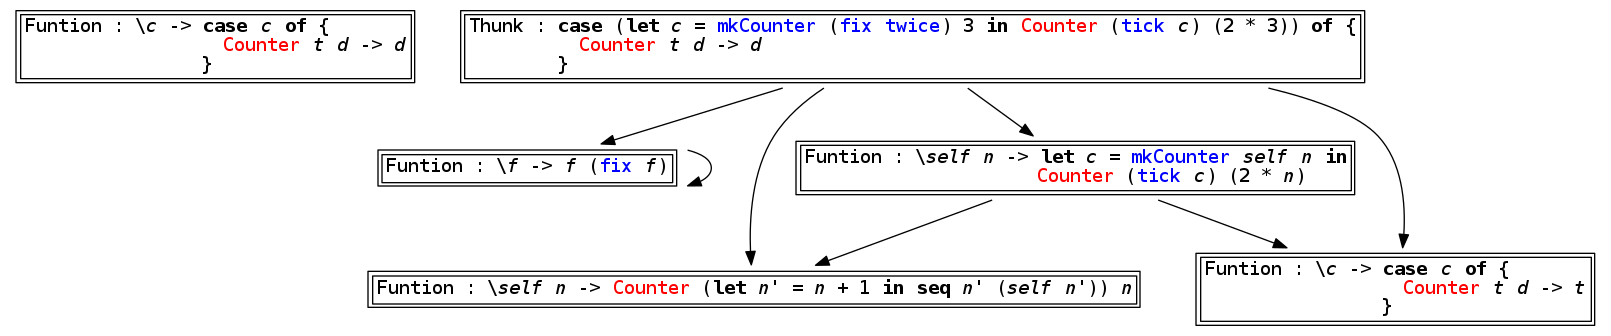 Funtion : \c -> case c of {
Counter t d -> d
}
Thunk : case (let c = mkCounter (fix twice) 3 in Counter (tick c) (2 * 3)) of {
Counter t d -> d
}
Funtion : \f -> f (fix f)
Funtion : \self n -> let c = mkCounter self n in
Counter (tick c) (2 * n)
Funtion : \self n -> Counter (let n' = n + 1 in seq n' (self n')) n
Funtion : \c -> case c of {
Counter t d -> t
}